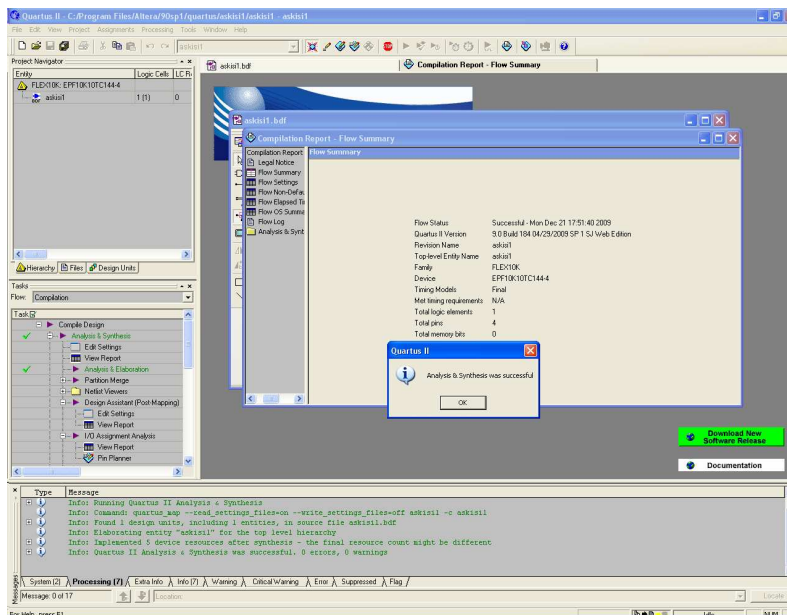 Quartus II - C:/Program Files/Altera/90sp1/quartus/askisi1/askisi1 - askisi1
File Edit View Project Assignments Processing Tools Window Help
askisi1
Project Navigator
Entity Logic Cells
FLEX10K: EPF10K10TC144-4
askisi1 1 (1) 0
Hierarchy Files Design Units
Tasks
Flow: Compilation
Task
Compile Design
Analysis & Synthesis
Edit Settings
View Report
Analysis & Elaboration
Partition Merge
Netlist Viewers
Design Assistant (Post-Mapping)
Edit Settings
View Report
I/O Assignment Analysis
View Report
Pin Planner
askisi1.bdf
Compilation Report - Flow Summary
askisi1.bdf
Compilation Report - Flow Summary
Compilation Report
Legal Notice
Flow Summary
Flow Settings
Flow Non-Defau
Flow Elapsed Ti
Flow OS Summa
Flow Log
Analysis & Synt
Flow Summary
Flow Status Successful - Mon Dec 21 17:51:40 2009
Quartus II Version 9.0 Build 184 04/29/2009 SP 1 SJ Web Edition
Revision Name askisi1
Top-level Entity Name askisi1
Family FLEX10K
Device EPF10K10TC144-4
Timing Models Final
Met timing requirements N/A
Total logic elements 1
Total pins 4
Total memory bits 0
Quartus II
Analysis & Synthesis was successful
OK
Download New
Software Release
Documentation
Type Message
Info: Running Quartus II Analysis & Synthesis
Info: Command: quartus_map --read_settings_files=on --write_settings_files=off askisi1 -c askisi1
Info: Found 1 design units, including 1 entities, in source file askisi1.bdf
Info: Elaborating entity "askisi1" for the top level hierarchy
Info: Implemented 5 device resources after synthesis - the final resource count might be different
Info: Quartus II Analysis & Synthesis was successful. 0 errors, 0 warnings
System (2) Processing (7) Extra Info Info (7) Warning Critical Warning Error Suppressed Flag
Messages
Message: 0 of 17
Location:
Locate
For Help, press F1
Idle
NUM